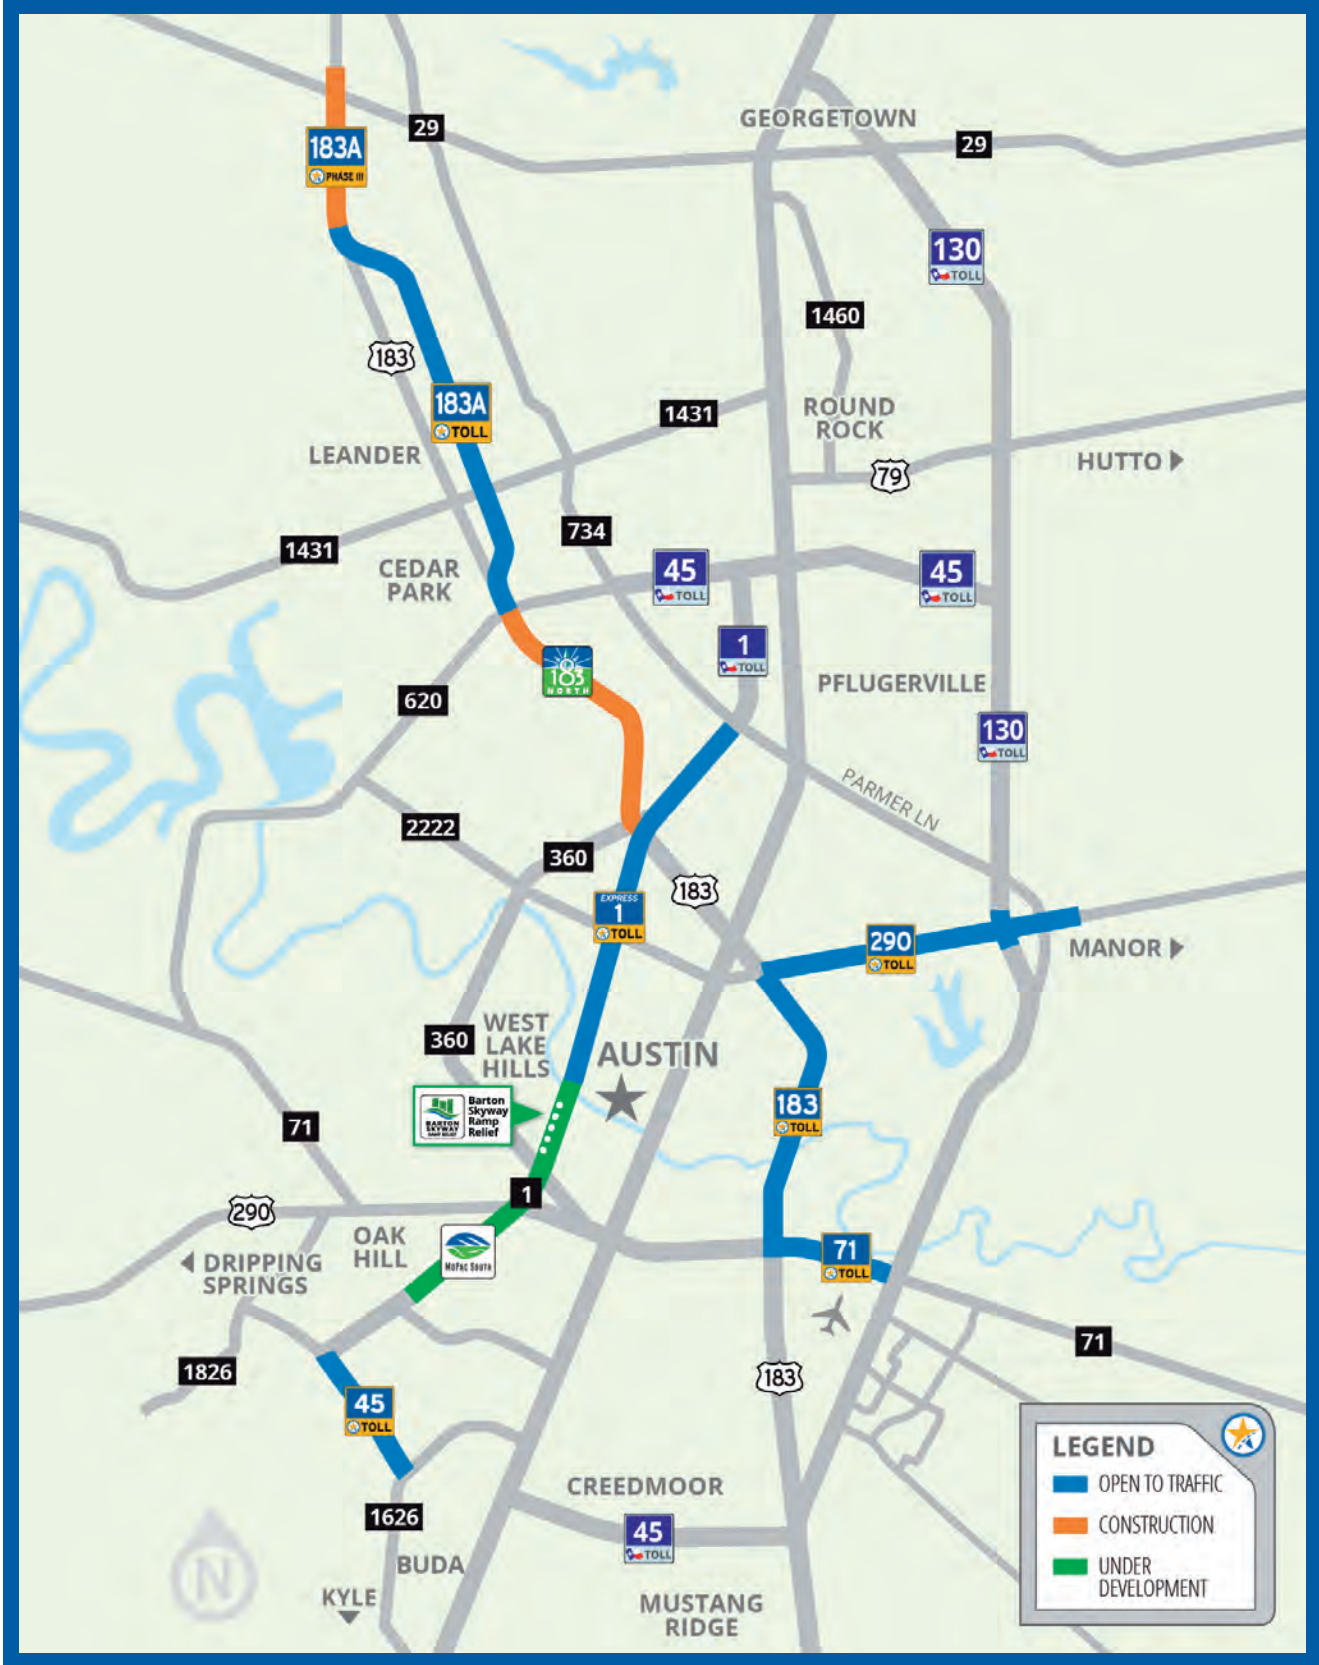 GEORGETOWN
183A
PHASE III
29
29
130
TOLL
1460
183
183A
TOLL
1431
ROUND
ROCK
LEANDER
79
HUTTO
734
1431
CEDAR
PARK
45
TOLL
45
TOLL
1
TOLL
183
NORTH
PFLUGERVILLE
620
130
TOLL
PARMER LN
2222
360
183
EXPRESS
1
TOLL
290
TOLL
MANOR
360
WEST
LAKE
HILLS
AUSTIN
BARTON
SKYWAY
RAMP RELIEF
Barton
Skyway
Ramp
Relief
183
TOLL
71
1
290
OAK
HILL
MoPac South
71
TOLL
DRIPPING
SPRINGS
71
1826
183
45
TOLL
CREEDMOOR
1626
45
TOLL
BUDA
N
KYLE
MUSTANG
RIDGE
LEGEND
OPEN TO TRAFFIC
CONSTRUCTION
UNDER
DEVELOPMENT